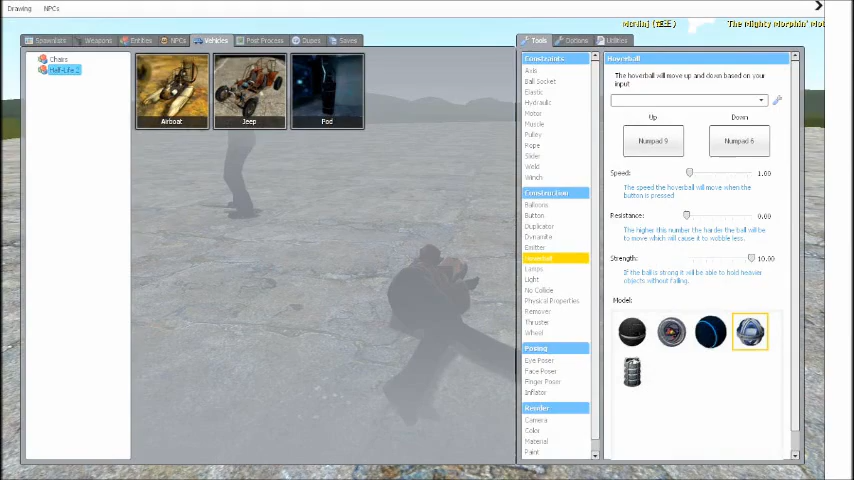 Drawing NPCs
The Mighty Morphin' Mot
Spawnlists Weapons Entities NPCs Vehicles Post Process Dupes Saves
Tools Options Utilities
Chairs
Half-Life 2
Airboat Jeep Pod
Constraints
Axis
Ball Socket
Elastic
Hydraulic
Motor
Muscle
Pulley
Rope
Slider
Weld
Winch
Construction
Balloons
Button
Duplicator
Dynamite
Emitter
Hoverball
Lamps
Light
No Collide
Physical Properties
Remover
Thruster
Wheel
Posing
Eye Poser
Face Poser
Finger Poser
Inflator
Render
Camera
Color
Material
Paint
Hoverball
The hoverball will move up and down based on your
input
Up Down
Numpad 9 Numpad 6
Speed: 1.00
The speed the hoverball will move when the
button is pressed
Resistance: 0.00
The higher this number the harder the ball will be
to move which will cause it to wobble less.
Strength: 10.00
If the ball is strong it will be able to hold heavier
objects without falling.
Model: